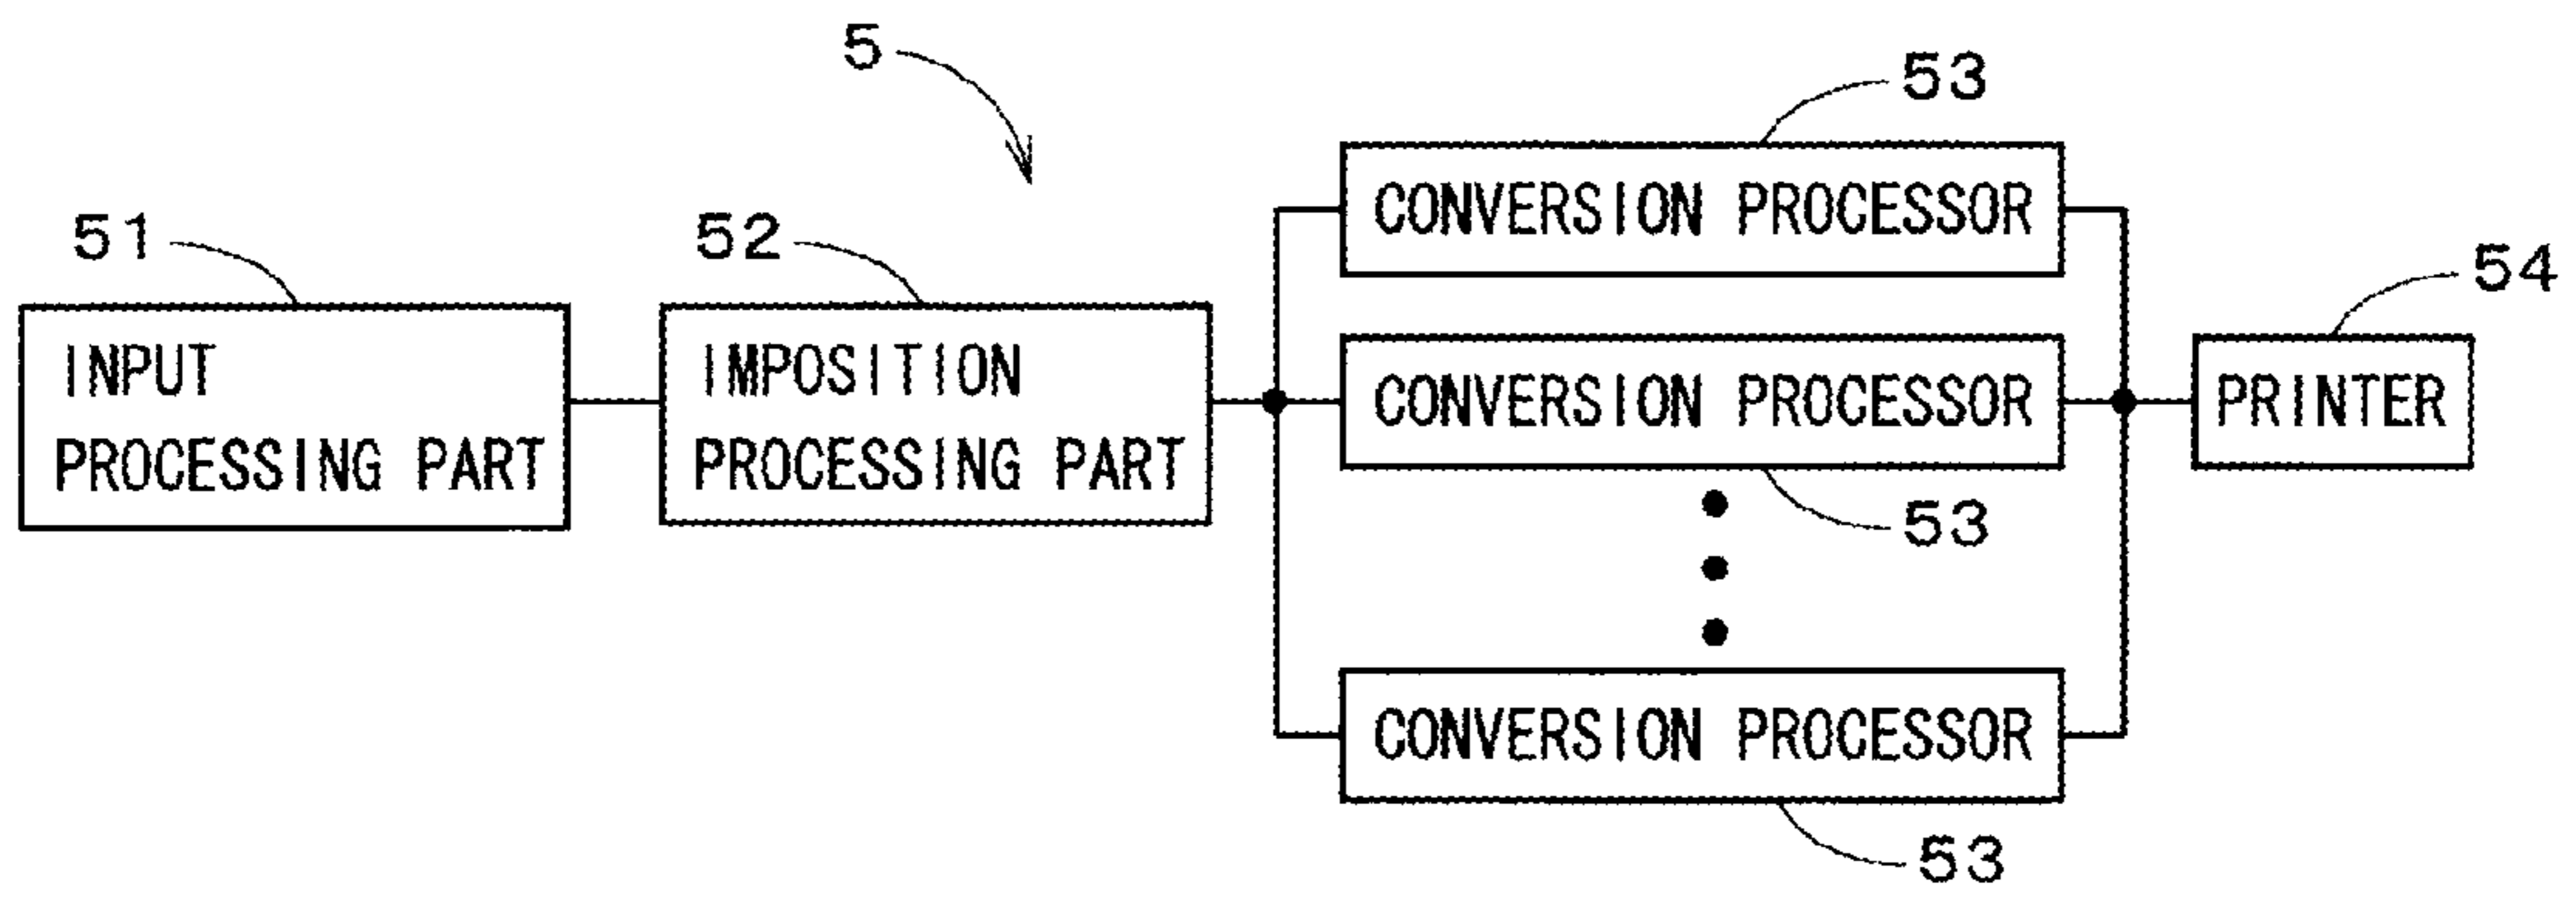 5
53
CONVERSION PROCESSOR
51
52
54
INPUT
PROCESSING PART
IMPOSITION
PROCESSING PART
CONVERSION PROCESSOR
PRINTER
53
CONVERSION PROCESSOR
53